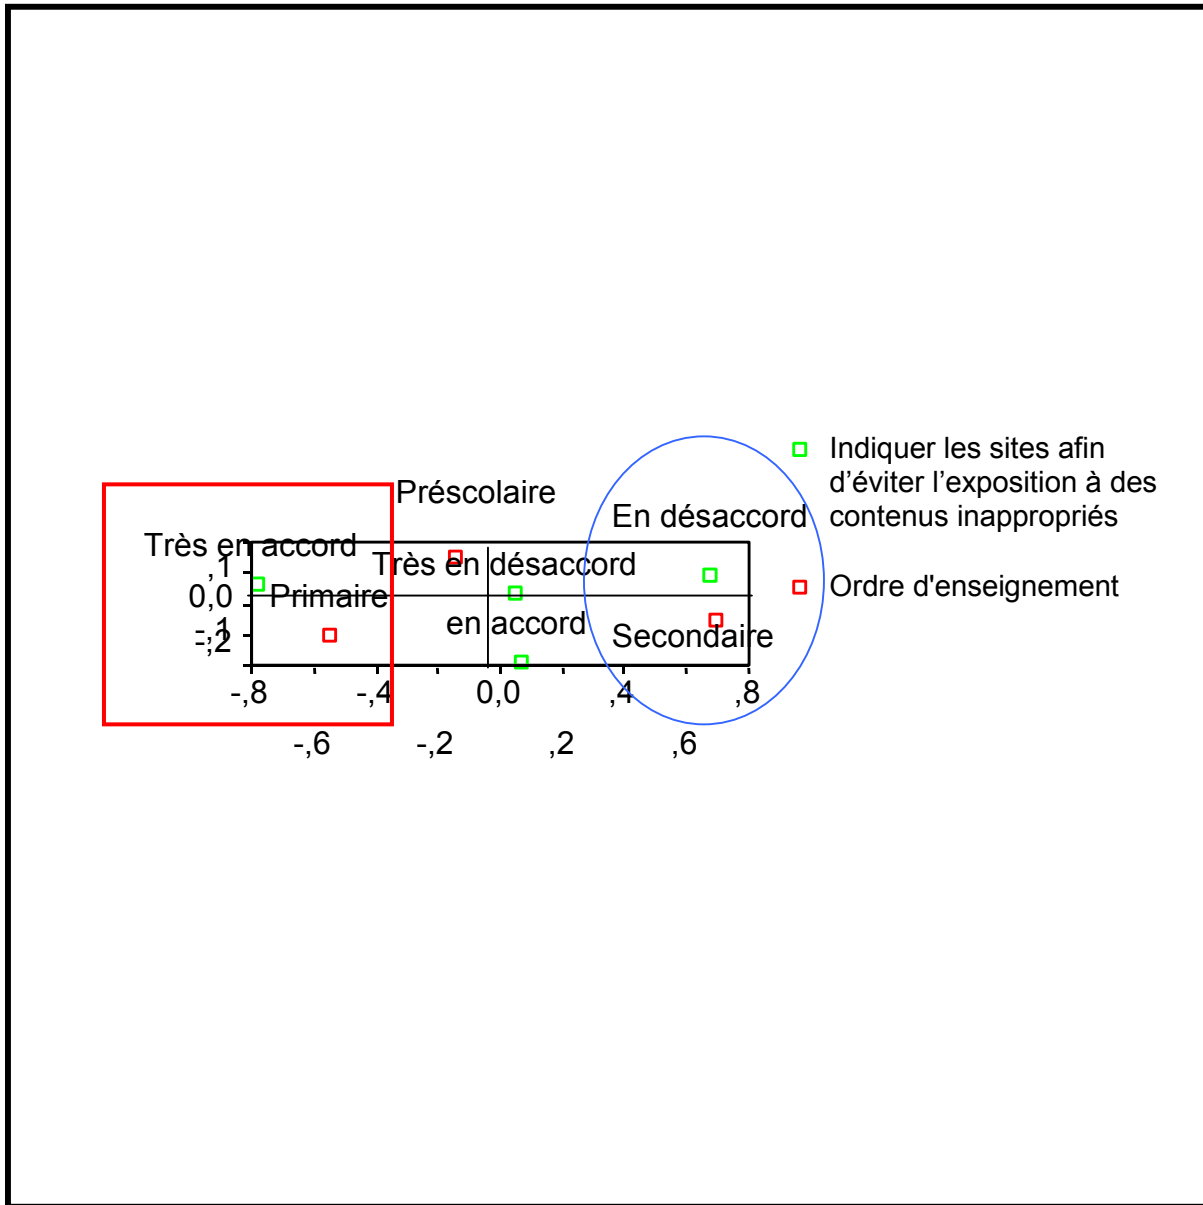 Indiquer les sites afin
d’éviter l’exposition à des
contenus inappropriés
Ordre d'enseignement
Préscolaire
En désaccord
Très en accord
Très en désaccord
Primaire
en accord
Secondaire
,1
0,0
-,1
-,2
-,8 -,4 0,0 ,4 ,8
-,6 -,2 ,2 ,6